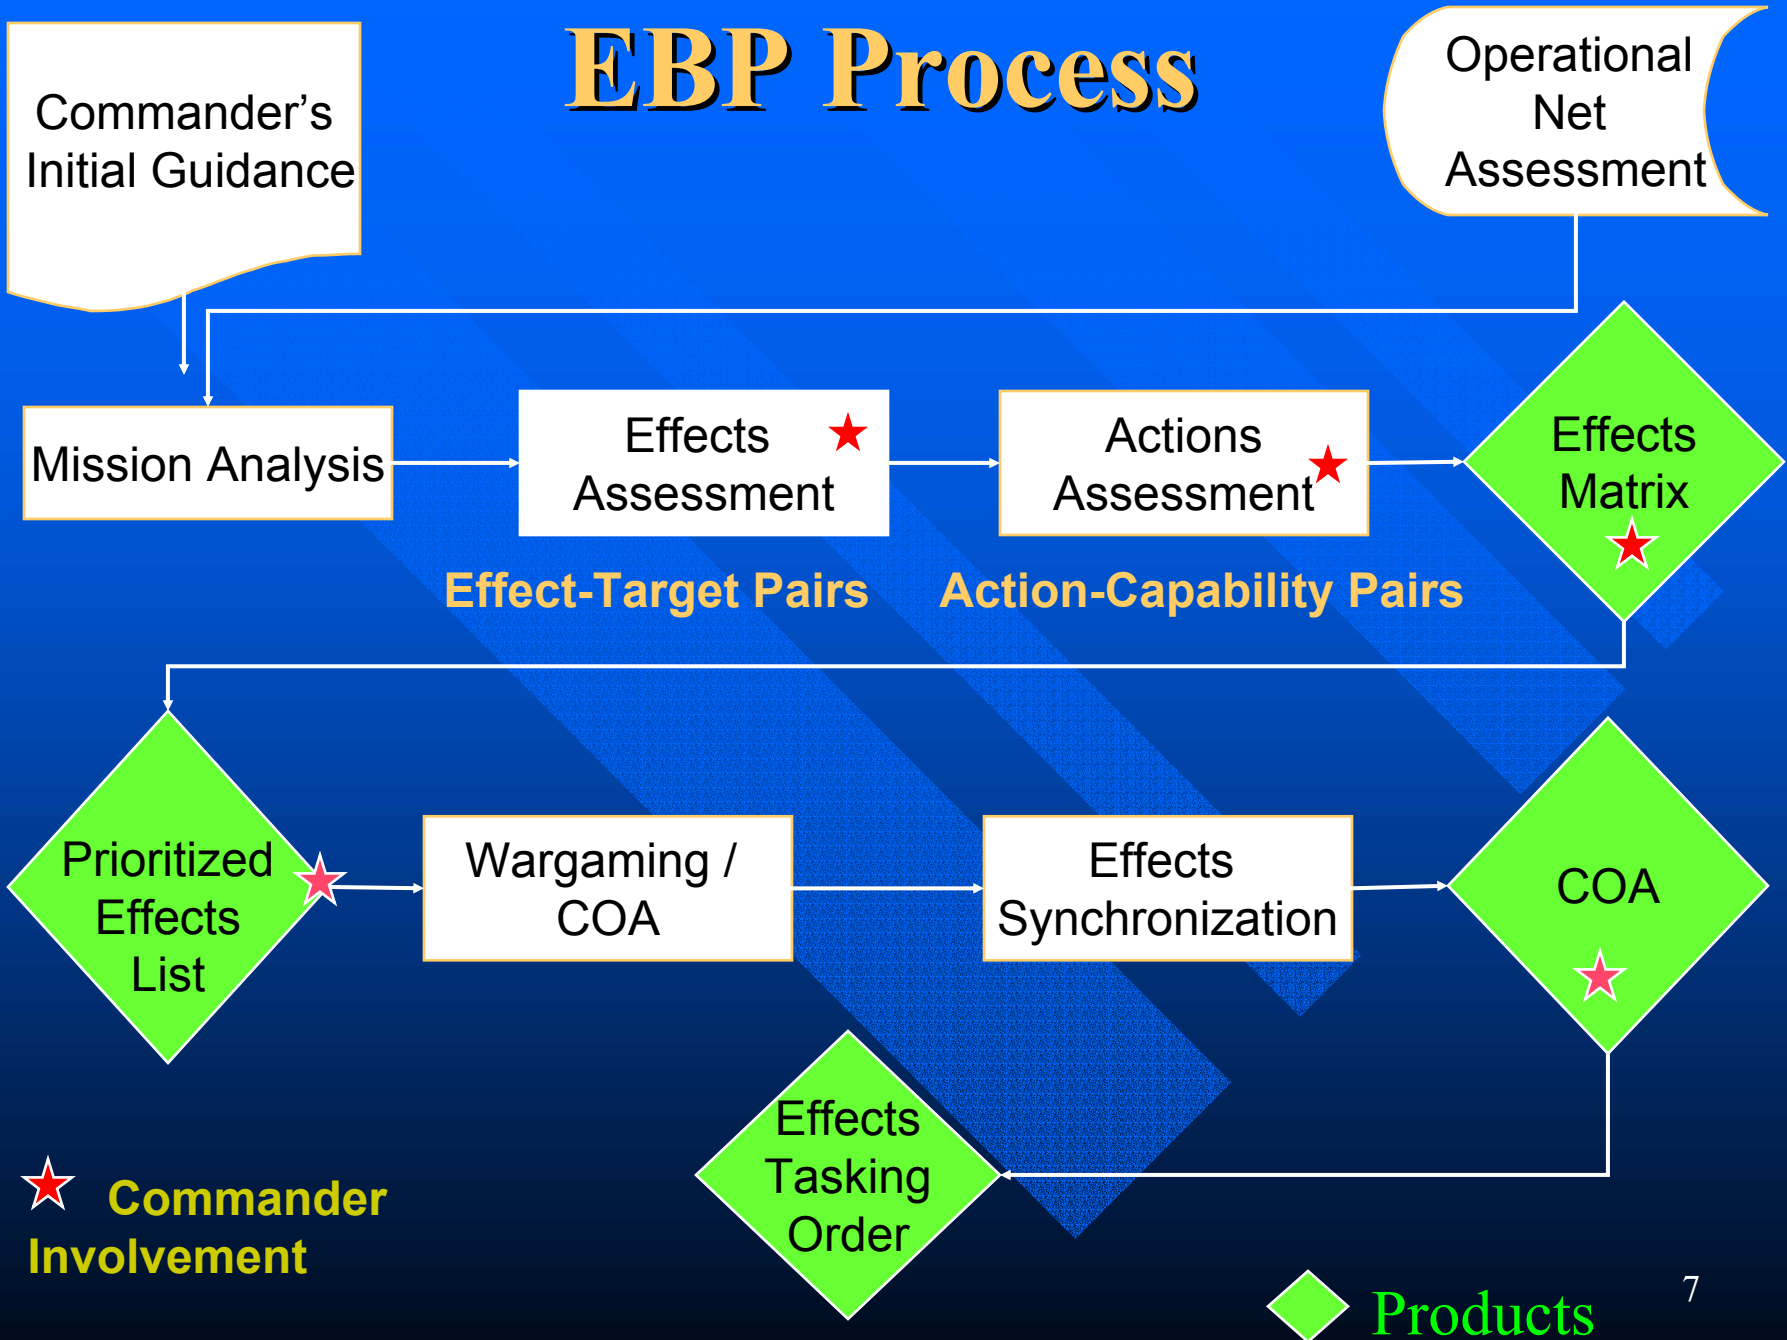 EBP Process
Commander’s
Initial Guidance
Operational
Net
Assessment
Mission Analysis
Effects
Assessment
Actions
Assessment
Effects
Matrix
Effect-Target Pairs
Action-Capability Pairs
Prioritized
Effects
List
Wargaming /
COA
Effects
Synchronization
COA
Effects
Tasking
Order
Commander
Involvement
Products
7